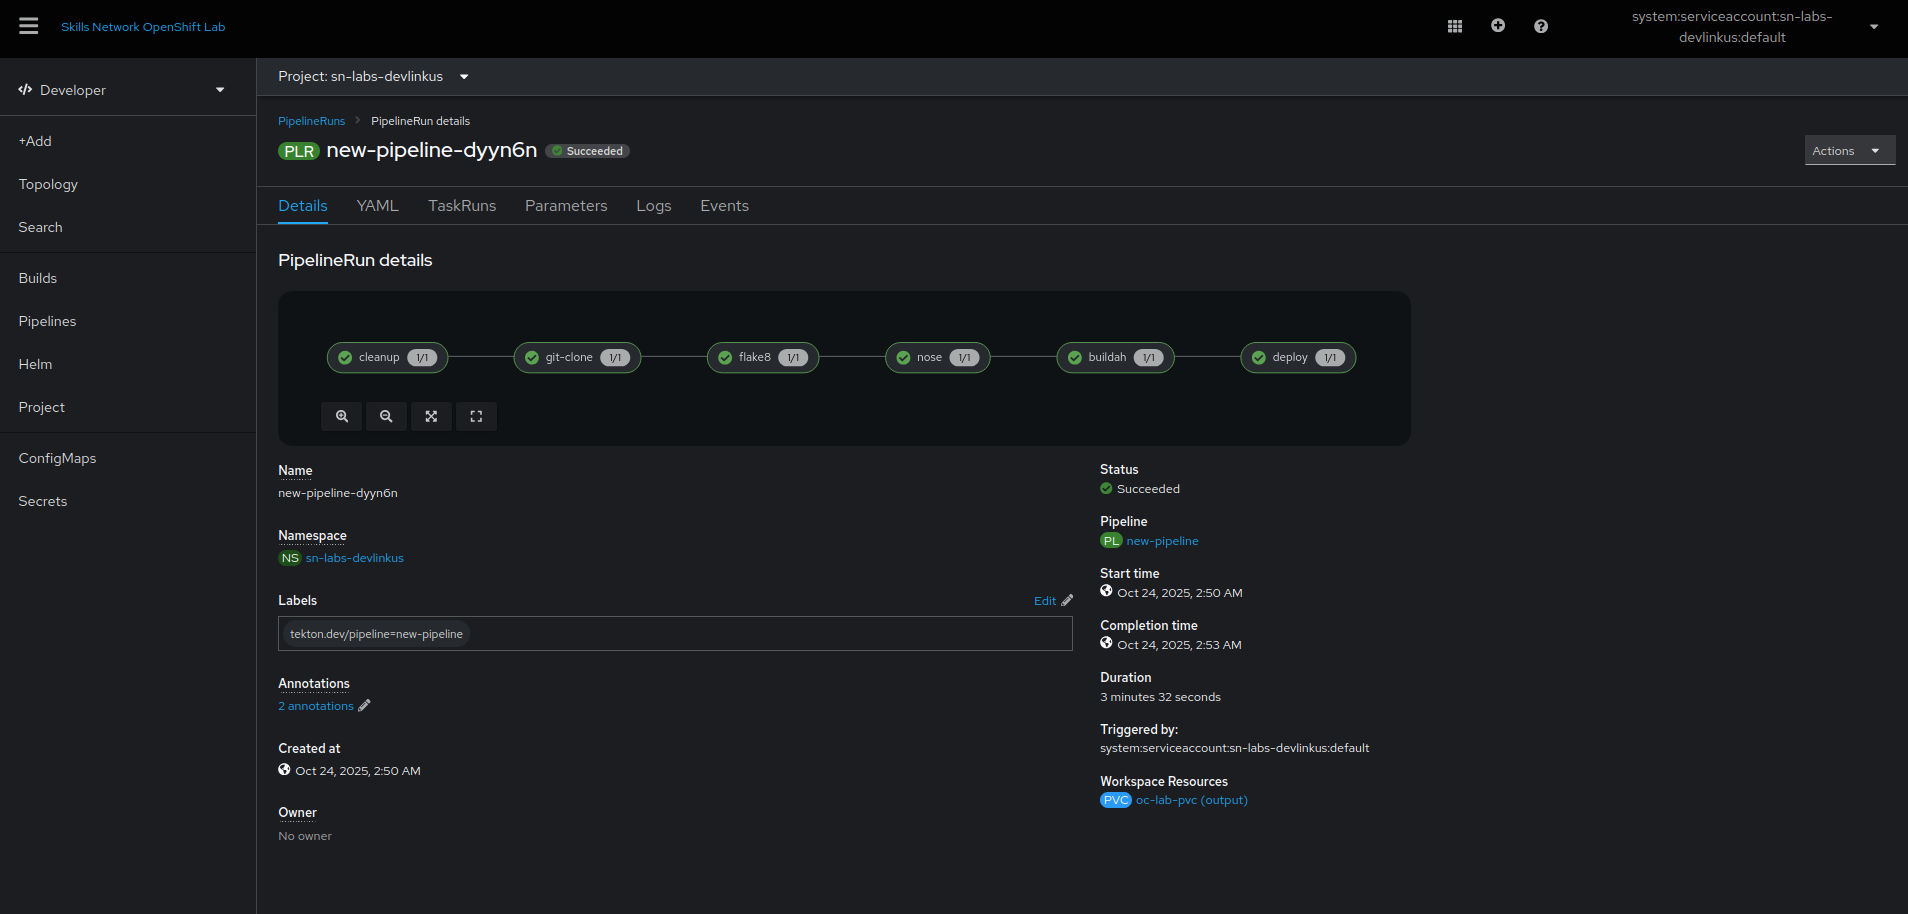 Skills Network OpenShift Lab
system:serviceaccount:sn-labs-
devlinkus:default
Developer
+Add
Topology
Search
Builds
Pipelines
Helm
Project
ConfigMaps
Secrets
Project: sn-labs-devlinkus
PipelineRuns
PipelineRun details
PLR new-pipeline-dyyn6n Succeeded
Actions
Details YAML TaskRuns Parameters Logs Events
PipelineRun details
cleanup 1/1 git-clone 1/1 flake8 1/1 nose 1/1 buildah 1/1 deploy 1/1
Name
new-pipeline-dyyn6n
Namespace
NS sn-labs-devlinkus
Labels
Edit
tekton.dev/pipeline=new-pipeline
Annotations
2 annotations
Created at
Oct 24, 2025, 2:50 AM
Owner
No owner
Status
Succeeded
Pipeline
PL new-pipeline
Start time
Oct 24, 2025, 2:50 AM
Completion time
Oct 24, 2025, 2:53 AM
Duration
3 minutes 32 seconds
Triggered by:
system:serviceaccount:sn-labs-devlinkus:default
Workspace Resources
PVC oc-lab-pvc (output)